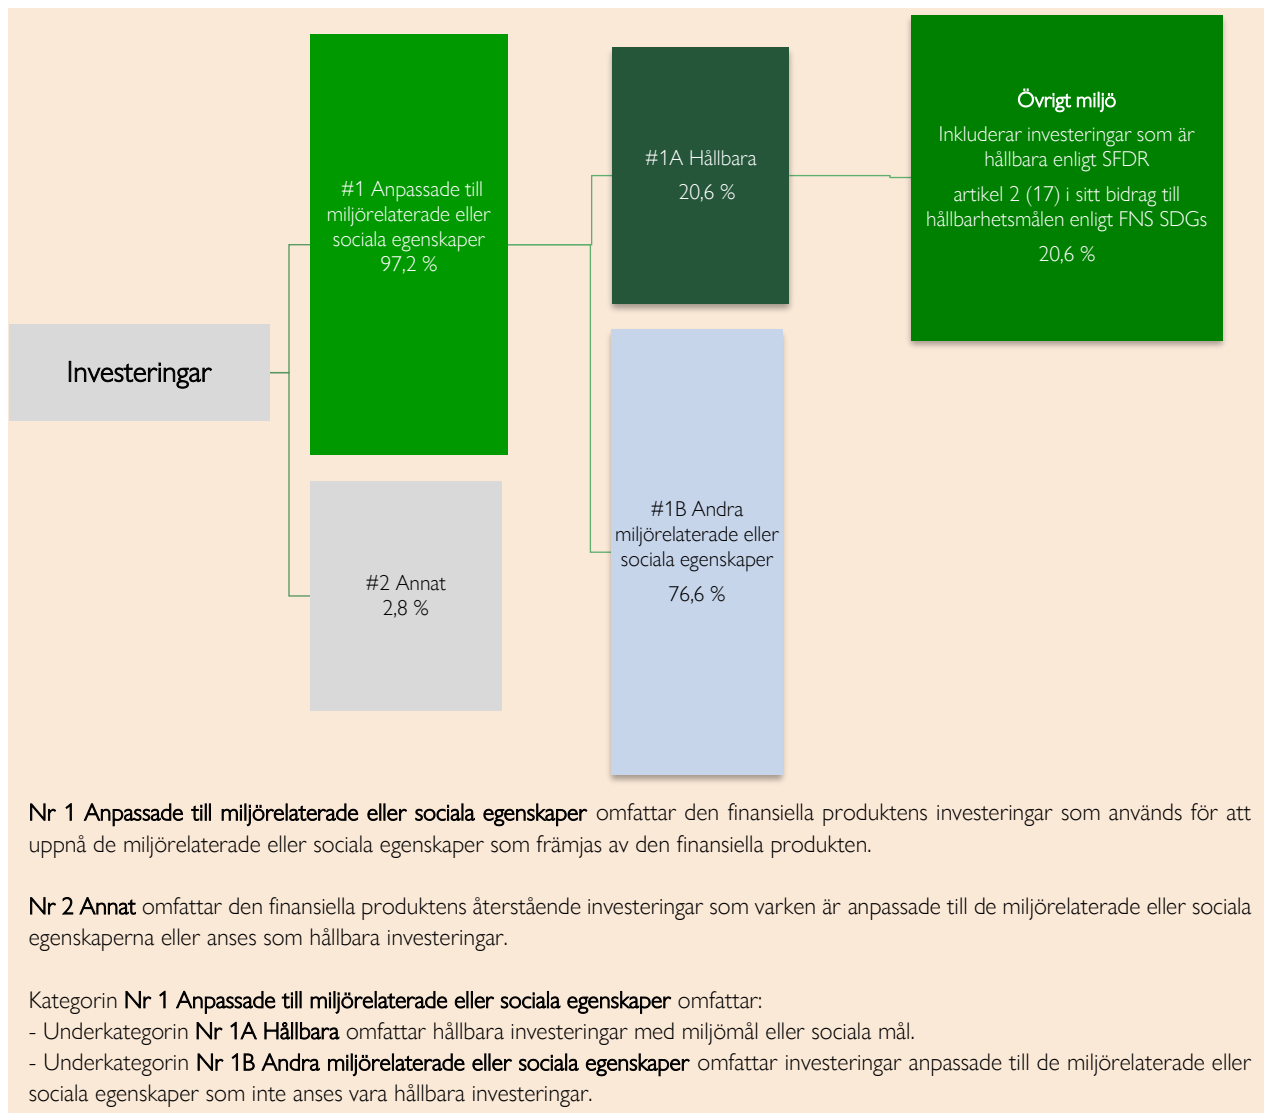 Investeringar
#1 Anpassade till
miljörelaterade eller
sociala egenskaper
97,2 %
#2 Annat
2,8 %
#1A Hållbara
20,6 %
#1B Andra
miljörelaterade eller
sociala egenskaper
76,6 %
Övrigt miljö
Inkluderar investeringar som är
hållbara enligt SFDR
artikel 2 (17) i sitt bidrag till
hållbarhetsmålen enligt FNS SDGs
20,6 %
Nr 1 Anpassade till miljörelaterade eller sociala egenskaper omfattar den finansiella produktens investeringar som används för att
uppnå de miljörelaterade eller sociala egenskaper som främjas av den finansiella produkten.
Nr 2 Annat omfattar den finansiella produktens återstående investeringar som varken är anpassade till de miljörelaterade eller sociala
egenskaperna eller anses som hållbara investeringar.
Kategorin Nr 1 Anpassade till miljörelaterade eller sociala egenskaper omfattar:
- Underkategorin Nr 1A Hållbara omfattar hållbara investeringar med miljömål eller sociala mål.
- Underkategorin Nr 1B Andra miljörelaterade eller sociala egenskaper omfattar investeringar anpassade till de miljörelaterade eller
sociala egenskaper som inte anses vara hållbara investeringar.